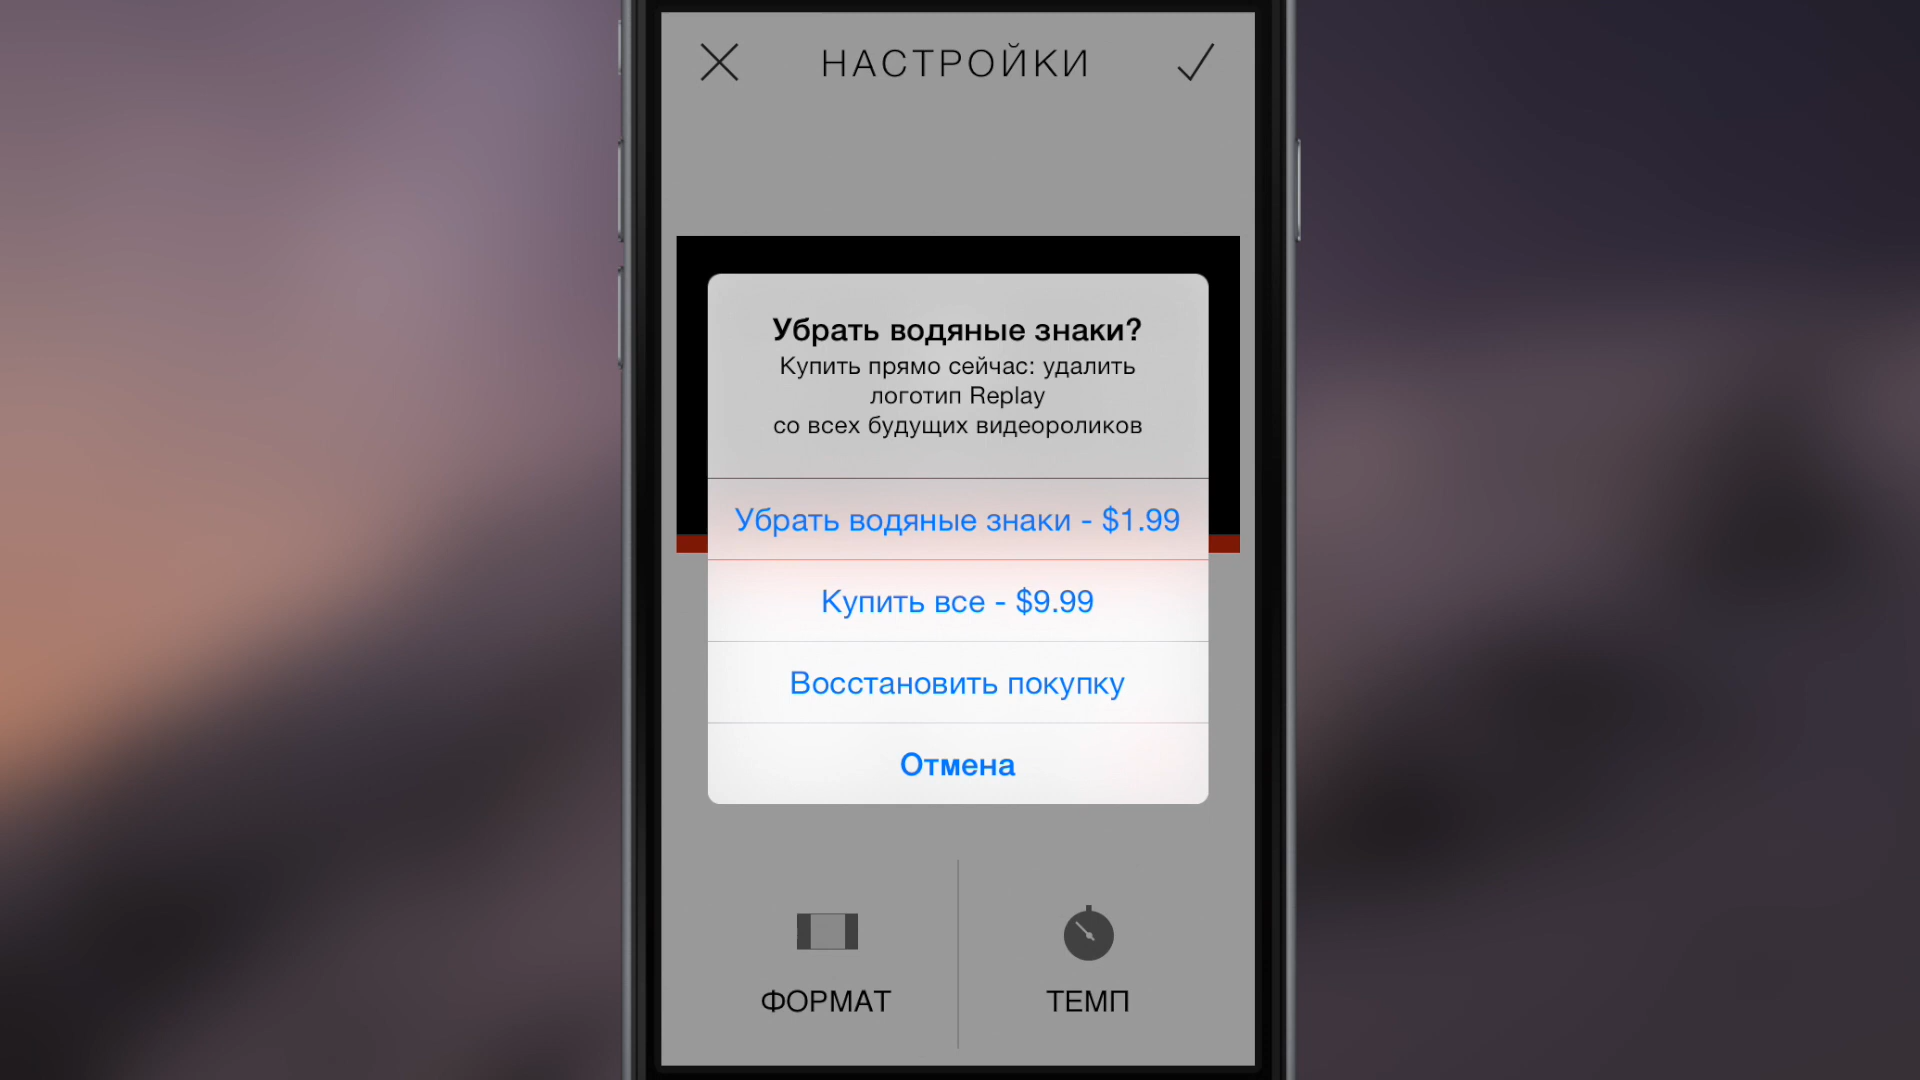 НАСТРОЙКИ
Убрать водяные знаки?
Купить прямо сейчас: удалить
логотип Replay
со всех будущих видеороликов
Убрать водяные знаки - $1.99
Купить все - $9.99
Восстановить покупку
Отмена
ФОРМАТ
ТЕМП